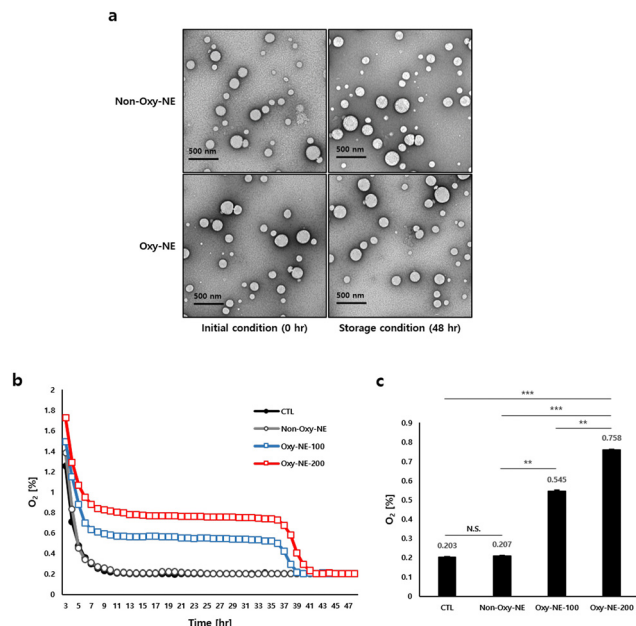 a
Non-Oxy-NE
500 nm
500 nm
Oxy-NE
500 nm
500 nm
Initial condition (0 hr)
Storage condition (48 hr)
b
2
1.8
1.6
1.4
1.2
1
0.8
0.6
0.4
0.2
0
O2 [%]
CTL
Non-Oxy-NE
Oxy-NE-100
Oxy-NE-200
3 5 7 9 11 13 15 17 19 21 23 25 27 29 31 33 35 37 39 41 43 45 47
Time [hr]
c
***
***
**
**
N.S.
0.9
0.8
0.7
0.6
0.5
0.4
0.3
0.2
0.1
0
O2 [%]
0.203
0.207
0.545
0.758
CTL
Non-Oxy-NE
Oxy-NE-100
Oxy-NE-200